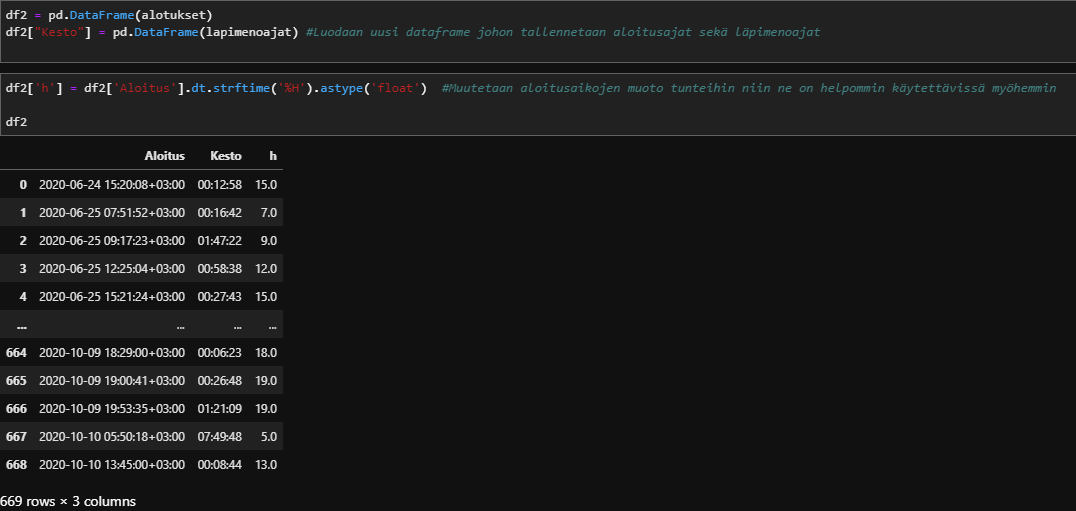 df2 = pd.DataFrame(alotukset)
df2["Kesto"] = pd.DataFrame(lapimenoajat) #Luodaan uusi dataframe johon tallennetaan aloitusajat sekä läpimenoajat
df2['h'] = df2['Aloitus'].dt.strftime('%H').astype('float')  #Muutetaan aloitusaikojen muoto tunteihin niin ne on helpommin käytettävissä myöhemmin
df2
Aloitus Kesto h
0 2020-06-24 15:20:08+03:00 00:12:58 15.0
1 2020-06-25 07:51:52+03:00 00:16:42 7.0
2 2020-06-25 09:17:23+03:00 01:47:22 9.0
3 2020-06-25 12:25:04+03:00 00:58:38 12.0
4 2020-06-25 15:21:24+03:00 00:27:43 15.0
... ... ... ...
664 2020-10-09 18:29:00+03:00 00:06:23 18.0
665 2020-10-09 19:00:41+03:00 00:26:48 19.0
666 2020-10-09 19:53:35+03:00 01:21:09 19.0
667 2020-10-10 05:50:18+03:00 07:49:48 5.0
668 2020-10-10 13:45:00+03:00 00:08:44 13.0
669 rows × 3 columns